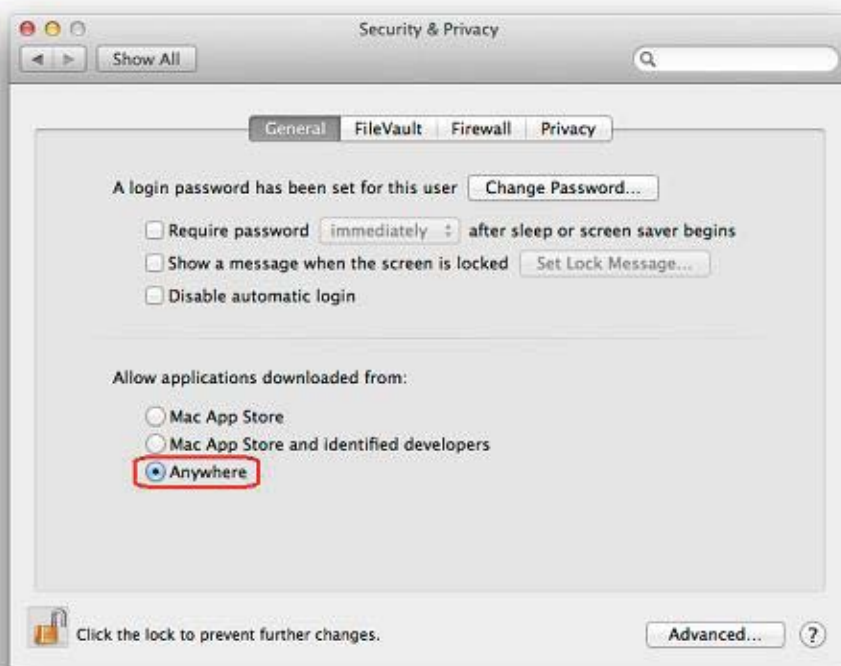 Security & Privacy
Show All
General FileVault Firewall Privacy
A login password has been set for this user Change Password...
Require password immediately after sleep or screen saver begins
Show a message when the screen is locked Set Lock Message...
Disable automatic login
Allow applications downloaded from:
Mac App Store
Mac App Store and identified developers
Anywhere
Click the lock to prevent further changes. Advanced... ?